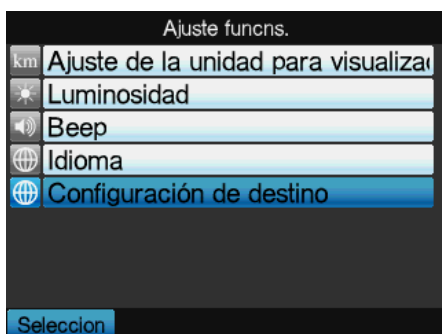 Ajuste funcns.
km Ajuste de la unidad para visualiza
Luminosidad
Beep
Idioma
Configuración de destino
Seleccion